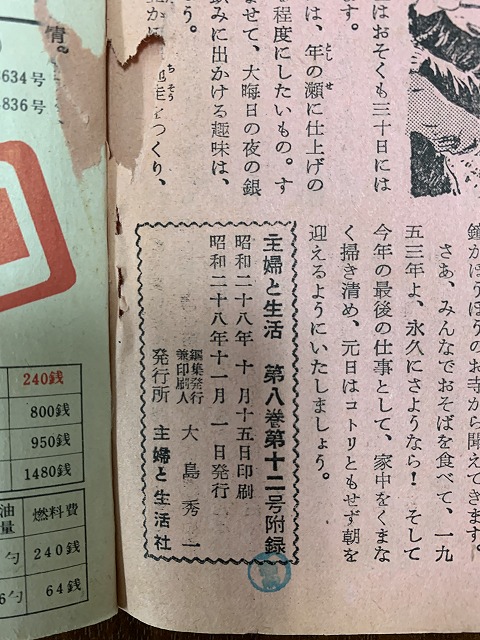 はおそくも三十日には
す。
は、年の瀬に仕上げの
程度にしたいもの。す
ませて、大晦日の夜の銀
飲みに出かける趣味は、
う。
走をつくり、
鐘がぼうぼうのお寺から聞えてきます。
さあ、みんなでおそばを食べて、一九
五三年よ、永久にさようなら! そして
今年の最後の仕事として、家中をくまな
く掃き清め、元日はコトリともせず朝を
迎えるようにいたしましょう。
主婦と生活 第八巻第十二号附録
昭和二十八年 十 月十五日印刷
昭和二十八年十一月 一 日発行
編集発行
兼印刷人 大島秀一
発行所 主婦と生活社
634号
836号
240銭
800銭
950銭
1480銭
油 燃料費
量
勺 240銭
6勺 64銭